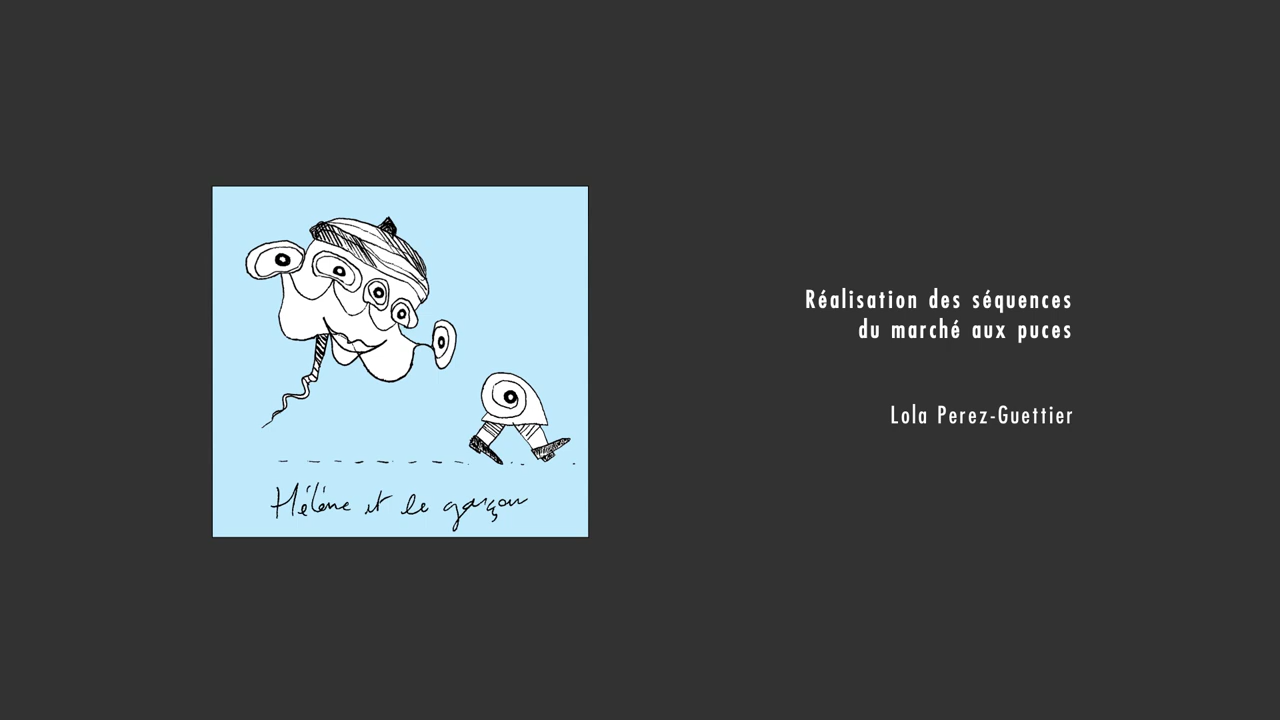 Hélène et le garçon
Réalisation des séquences
du marché aux puces
Lola Perez-Guettier